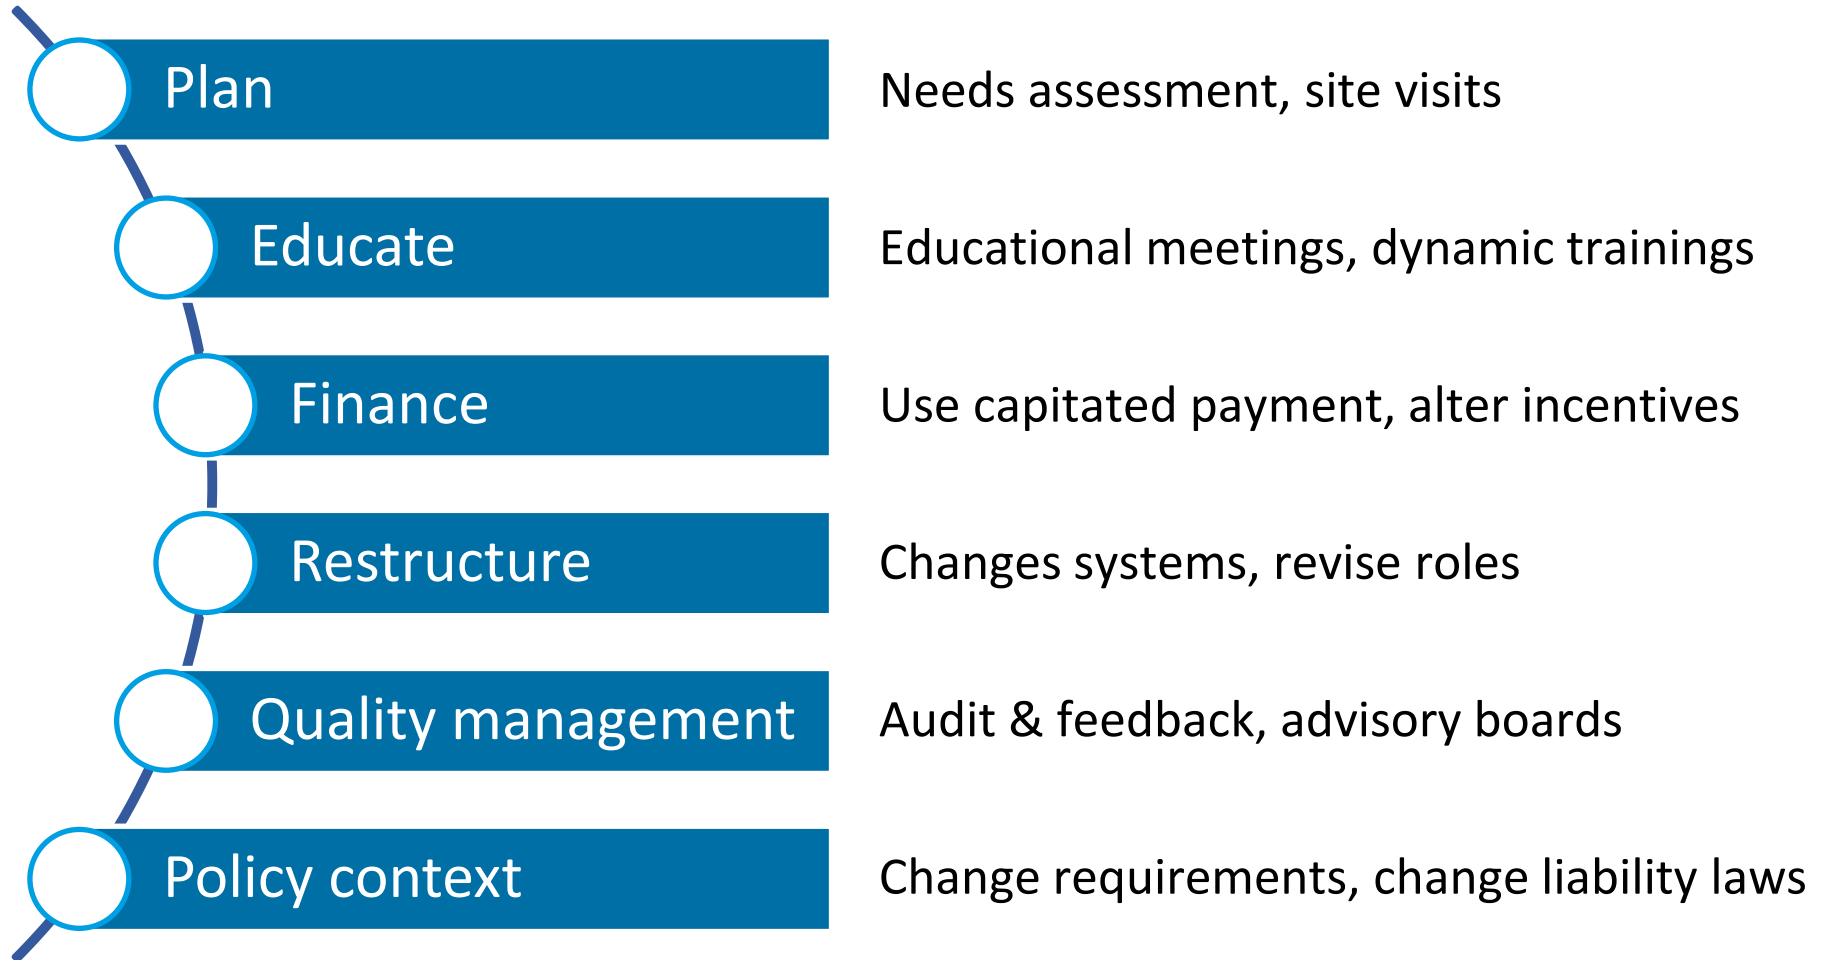 Plan
Needs assessment, site visits
Educate
Educational meetings, dynamic trainings
Finance
Use capitated payment, alter incentives
Restructure
Changes systems, revise roles
Quality management
Audit & feedback, advisory boards
Policy context
Change requirements, change liability laws